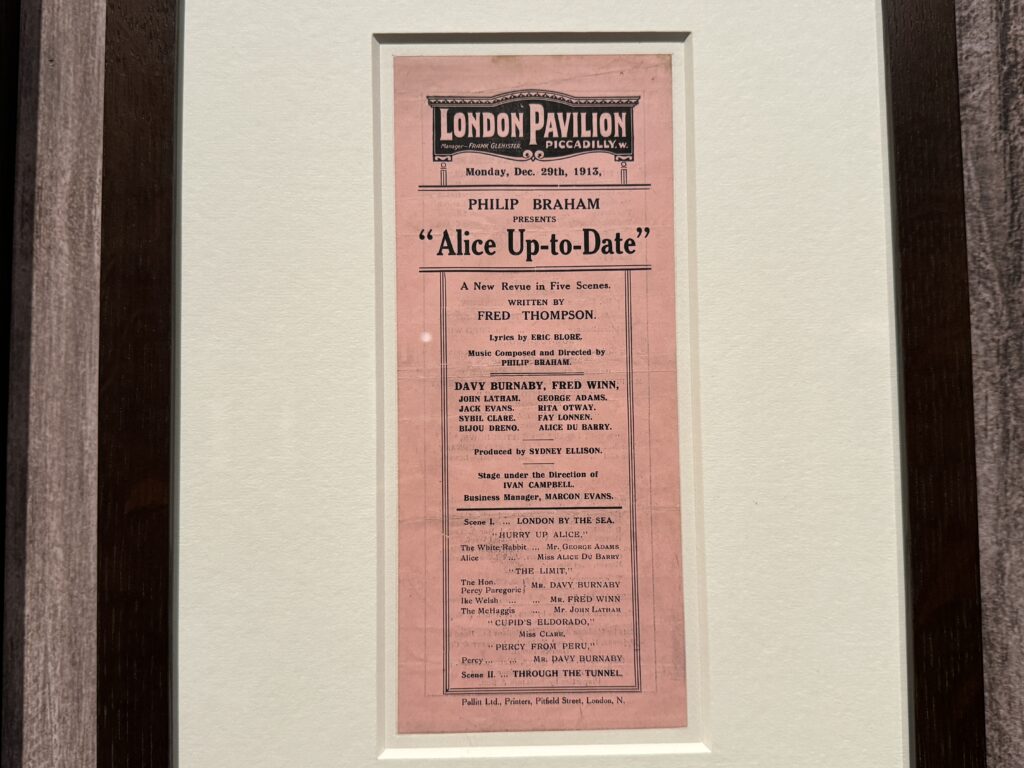 LONDON PAVILION
Manager—FRANK GLENISTER. PICCADILLY, W.
Monday, Dec. 29th, 1913,
PHILIP BRAHAM
PRESENTS
“Alice Up-to-Date”
A New Revue in Five Scenes.
WRITTEN BY
FRED THOMPSON.
Lyrics by ERIC BLORE.
Music Composed and Directed by
PHILIP BRAHAM.
DAVY BURNABY, FRED WINN,
JOHN LATHAM. GEORGE ADAMS.
JACK EVANS. RITA OTWAY.
SYBIL CLARE. FAY LONNEN.
BIJOU DRENO. ALICE DU BARRY.
Produced by SYDNEY ELLISON.
Stage under the Direction of
IVAN CAMPBELL.
Business Manager, MARCON EVANS.
Scene I. ... LONDON BY THE SEA.
“HURRY UP ALICE,”
The White Rabbit ... Mr. GEORGE ADAMS
Alice ... Miss ALICE DU BARRY
“THE LIMIT,”
The Hon. Percy Paregoric } MR. DAVY BURNABY
Ike Welsh ... ... MR. FRED WINN
The McHaggis ... Mr. JOHN LATHAM
“CUPID'S ELDORADO,”
Miss CLARE.
“PERCY FROM PERU,”
Percy ... ... MR. DAVY BURNABY
Scene II. ... THROUGH THE TUNNEL.
Pollitt Ltd., Printers, Pitfield Street, London, N.